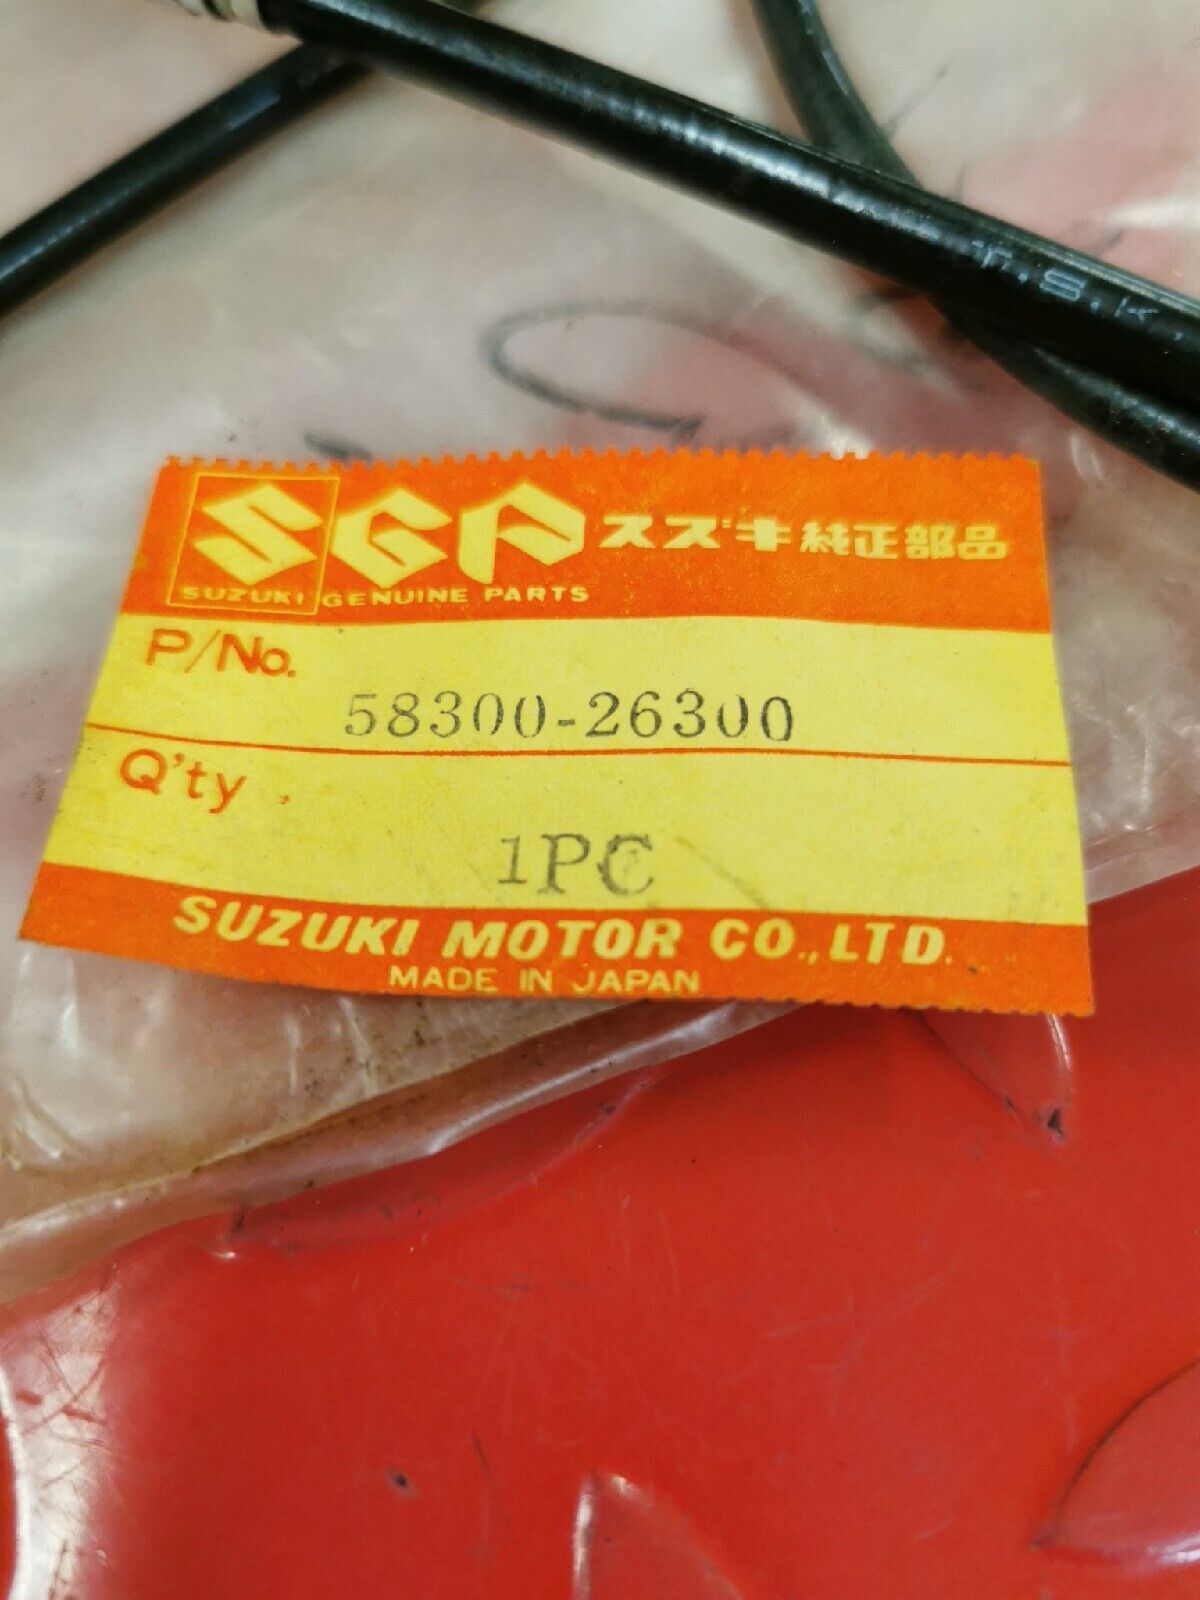 T.S.K.
SGP スズキ純正部品
SUZUKI GENUINE PARTS
P/No.
58300-26300
Q'ty
1PC
SUZUKI MOTOR CO.,LTD.
MADE IN JAPAN